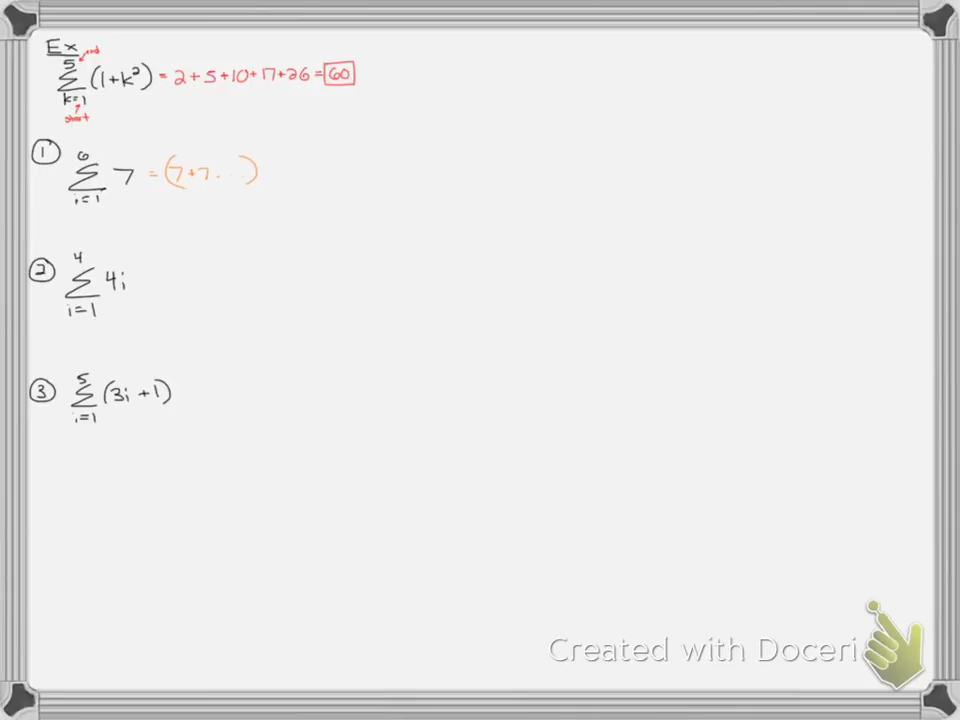 Ex
5 end
∑ (1+k²) = 2+5+10+17+26 = 60
k=1
start
① 6
∑ 7 = (7+7...)
i=1
② 4
∑ 4i
i=1
③ 5
∑ (3i+1)
i=1
Created with Doceri